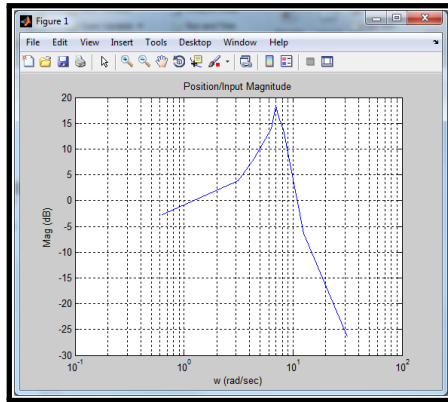 Figure 1
File Edit View Insert Tools Desktop Window Help
Position/Input Magnitude
20
15
10
5
0
-5
-10
-15
-20
-25
-30
Mag (dB)
10^-1 10^0 10^1 10^2
w (rad/sec)